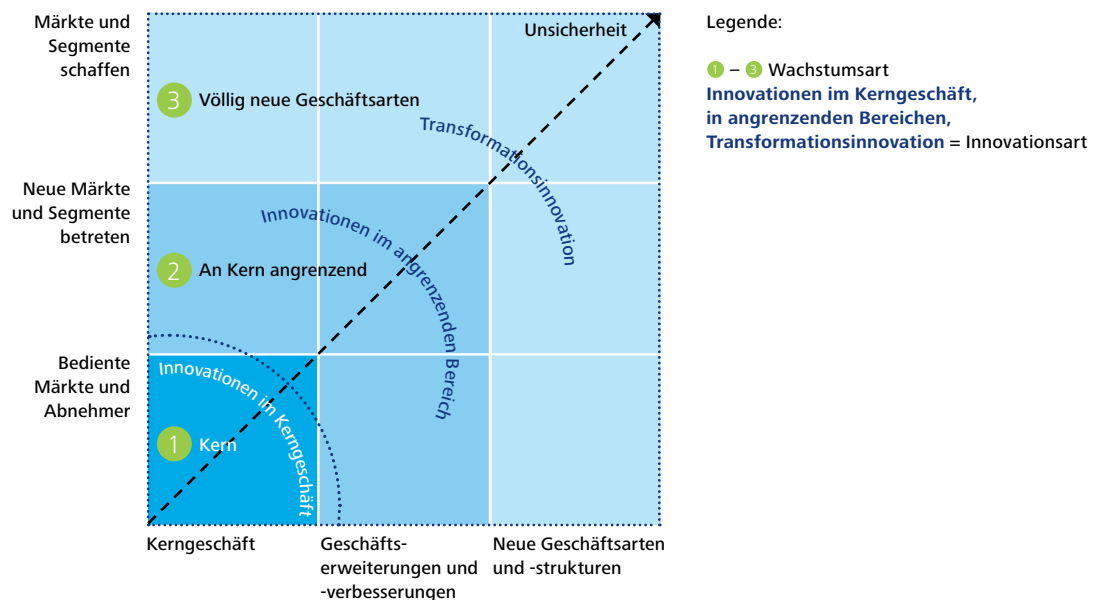 Märkte und
Segmente
schaffen
Unsicherheit
3 Völlig neue Geschäftsarten
Transformationsinnovation
Neue Märkte
und Segmente
betreten
Innovationen im angrenzenden Bereich
2 An Kern angrenzend
Bediente
Märkte und
Abnehmer
Innovationen im Kerngeschäft
1 Kern
Kerngeschäft
Geschäfts-
erweiterungen und
-verbesserungen
Neue Geschäftsarten
und -strukturen
Legende:
1 – 3 Wachstumsart
Innovationen im Kerngeschäft,
in angrenzenden Bereichen,
Transformationsinnovation = Innovationsart